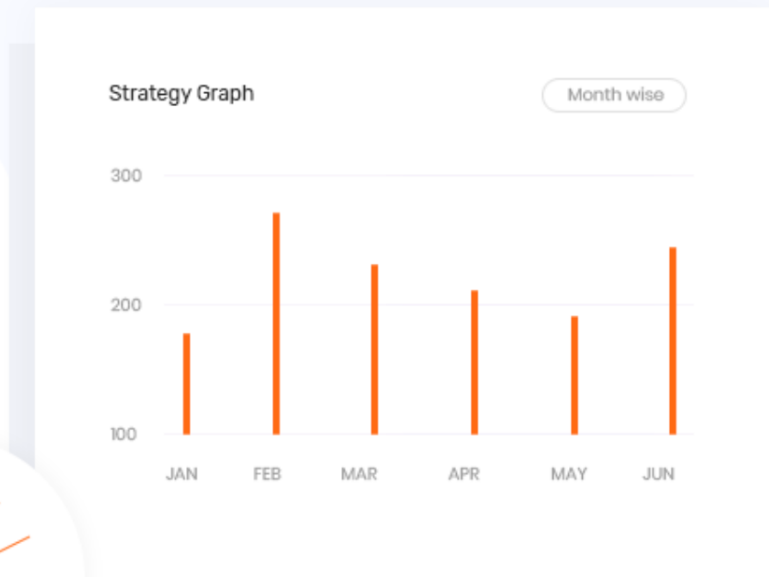 Strategy Graph
Month wise
300
200
100
JAN FEB MAR APR MAY JUN